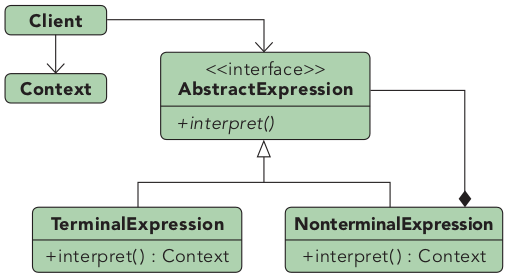 Client
Context
<<interface>>
AbstractExpression
+interpret()
TerminalExpression
+interpret() : Context
NonterminalExpression
+interpret() : Context